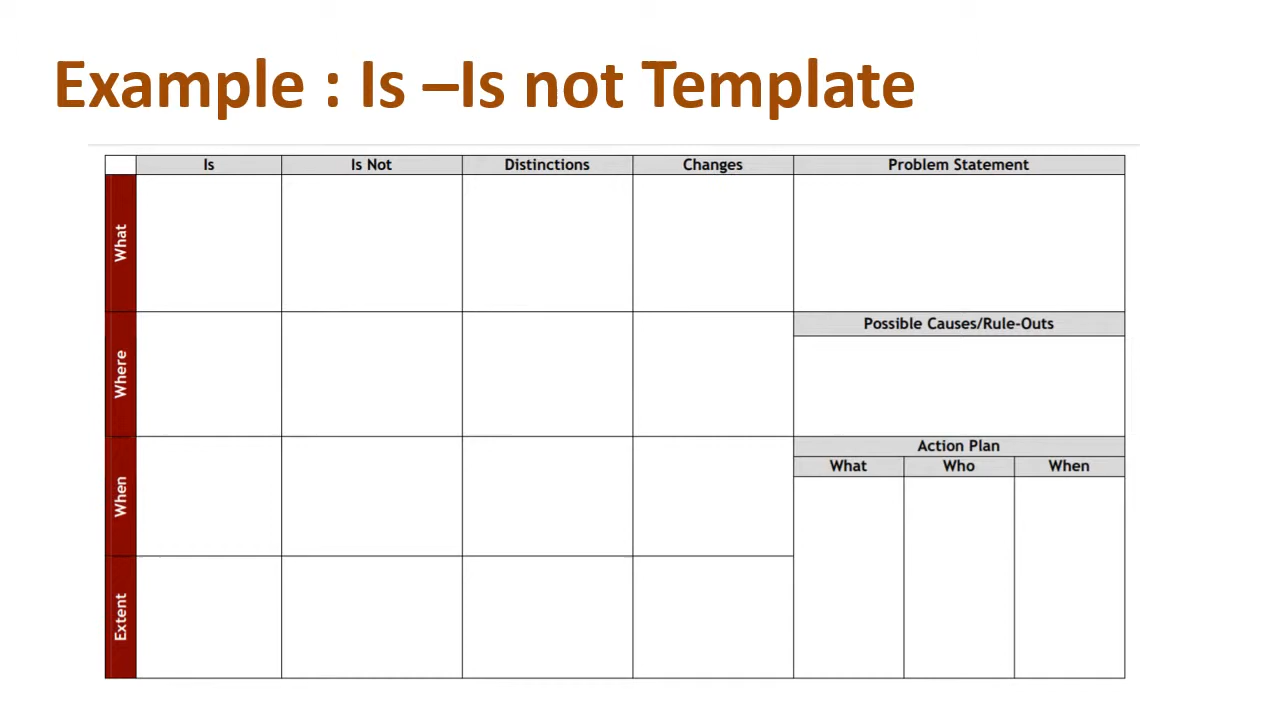 Example : Is –Is not Template
Is Is Not Distinctions Changes Problem Statement
What
Where
Possible Causes/Rule-Outs
When
Action Plan
What Who When
Extent